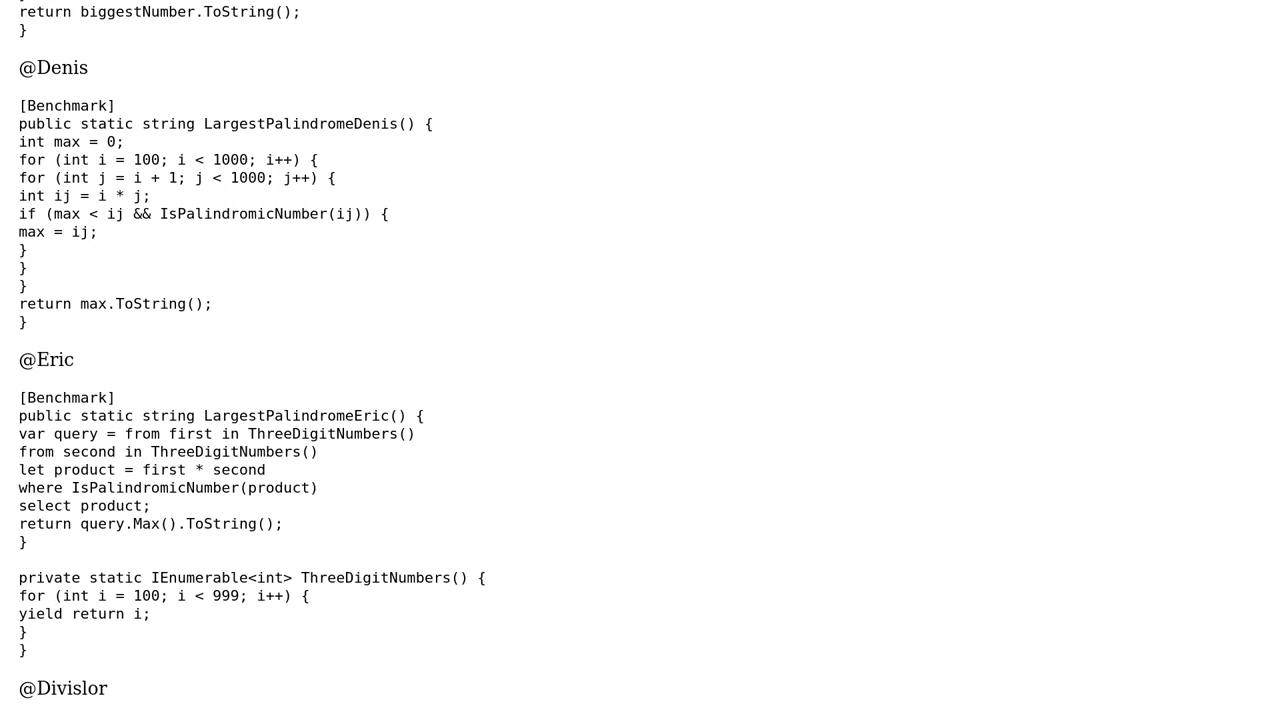 return biggestNumber.ToString();
}
@Denis
[Benchmark]
public static string LargestPalindromeDenis() {
int max = 0;
for (int i = 100; i < 1000; i++) {
for (int j = i + 1; j < 1000; j++) {
int ij = i * j;
if (max < ij && IsPalindromicNumber(ij)) {
max = ij;
}
}
}
return max.ToString();
}
@Eric
[Benchmark]
public static string LargestPalindromeEric() {
var query = from first in ThreeDigitNumbers()
from second in ThreeDigitNumbers()
let product = first * second
where IsPalindromicNumber(product)
select product;
return query.Max().ToString();
}
private static IEnumerable<int> ThreeDigitNumbers() {
for (int i = 100; i < 999; i++) {
yield return i;
}
}
@Divislor